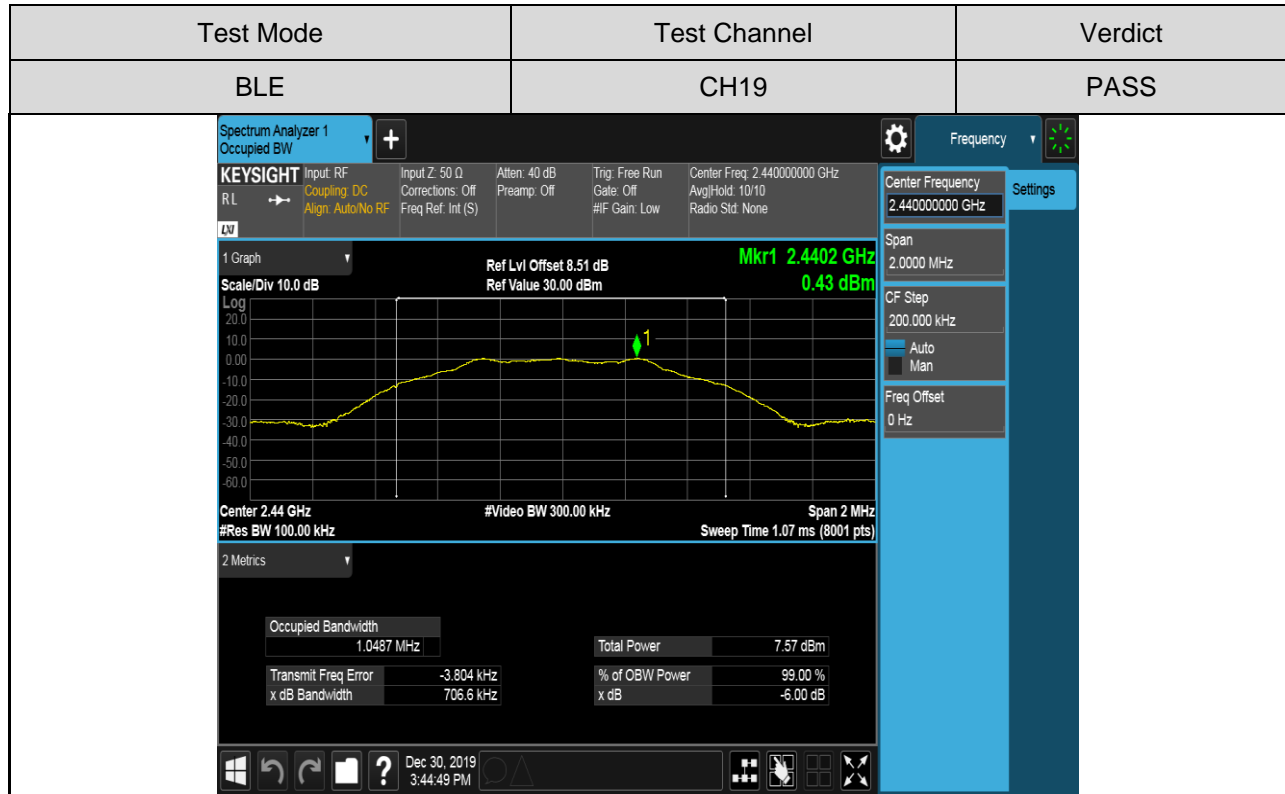 Test Mode Test Channel Verdict
BLE CH19 PASS
Spectrum Analyzer 1
Occupied BW
+
Frequency
KEYSIGHT Input: RF Input Z: 50 Ω Atten: 40 dB Trig: Free Run Center Freq: 2.440000000 GHz
RL Coupling: DC Corrections: Off Preamp: Off Gate: Off Avg|Hold: 10/10
Align: Auto/No RF Freq Ref: Int (S) #IF Gain: Low Radio Std: None
LXI
Center Frequency
2.440000000 GHz
Settings
Span
2.0000 MHz
CF Step
200.000 kHz
Auto
Man
Freq Offset
0 Hz
1 Graph Ref Lvl Offset 8.51 dB Mkr1 2.4402 GHz
Scale/Div 10.0 dB Ref Value 30.00 dBm 0.43 dBm
Log
20.0
10.0
0.00
-10.0
-20.0
-30.0
-40.0
-50.0
-60.0
1
Center 2.44 GHz #Video BW 300.00 kHz Span 2 MHz
#Res BW 100.00 kHz Sweep Time 1.07 ms (8001 pts)
2 Metrics
Occupied Bandwidth
1.0487 MHz Total Power 7.57 dBm
Transmit Freq Error -3.804 kHz % of OBW Power 99.00 %
x dB Bandwidth 706.6 kHz x dB -6.00 dB
? Dec 30, 2019
3:44:49 PM